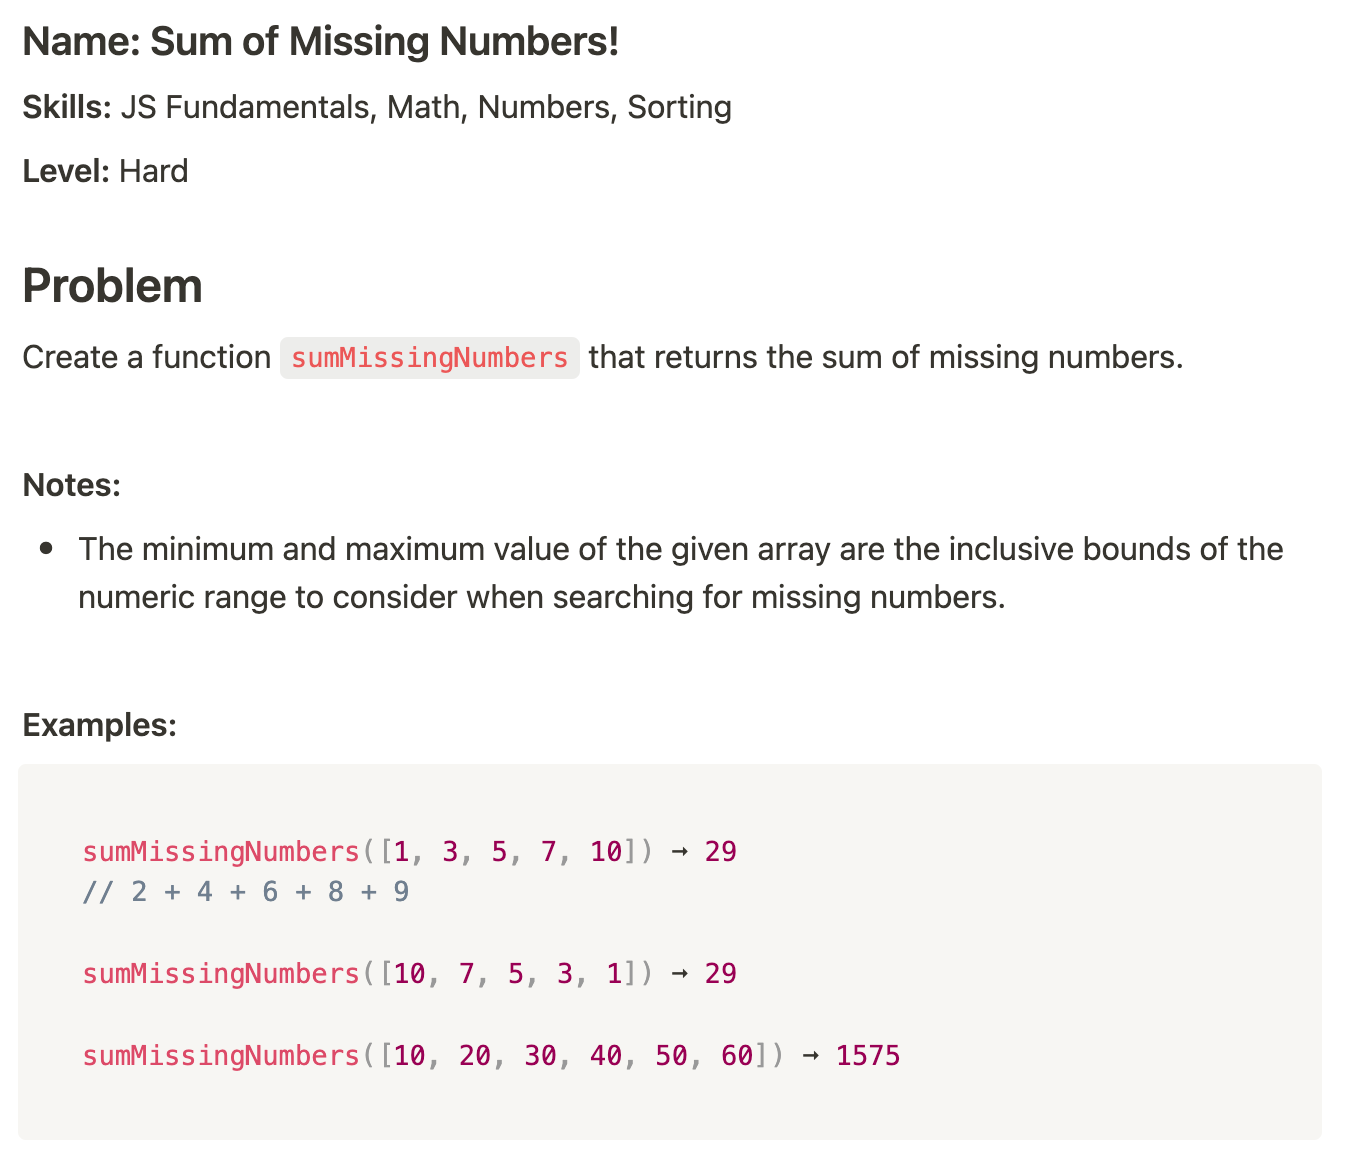 Name: Sum of Missing Numbers!
Skills: JS Fundamentals, Math, Numbers, Sorting
Level: Hard
Problem
Create a function sumMissingNumbers that returns the sum of missing numbers.
Notes:
• The minimum and maximum value of the given array are the inclusive bounds of the
numeric range to consider when searching for missing numbers.
Examples:
sumMissingNumbers([1, 3, 5, 7, 10]) → 29
// 2 + 4 + 6 + 8 + 9
sumMissingNumbers([10, 7, 5, 3, 1]) → 29
sumMissingNumbers([10, 20, 30, 40, 50, 60]) → 1575